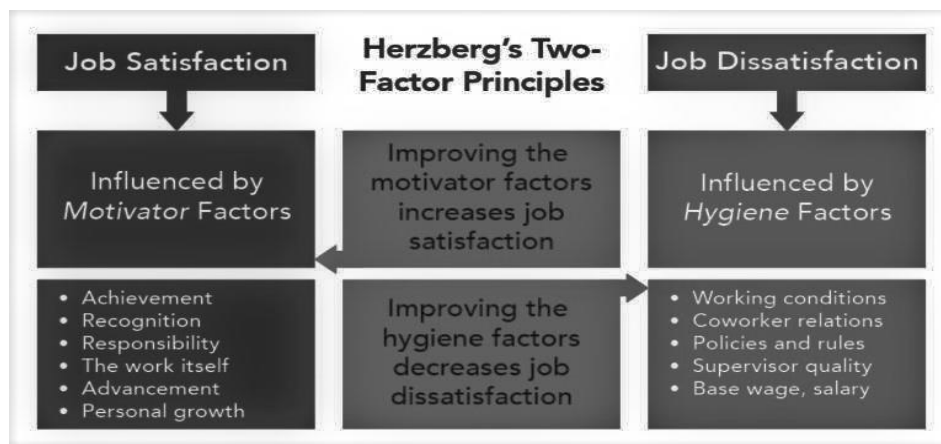 Job Satisfaction
Herzberg's Two-
Factor Principles
Job Dissatisfaction
Influenced by
Motivator Factors
Improving the
motivator factors
increases job
satisfaction
Influenced by
Hygiene Factors
• Achievement
• Recognition
• Responsibility
• The work itself
• Advancement
• Personal growth
Improving the
hygiene factors
decreases job
dissatisfaction
• Working conditions
• Coworker relations
• Policies and rules
• Supervisor quality
• Base wage, salary